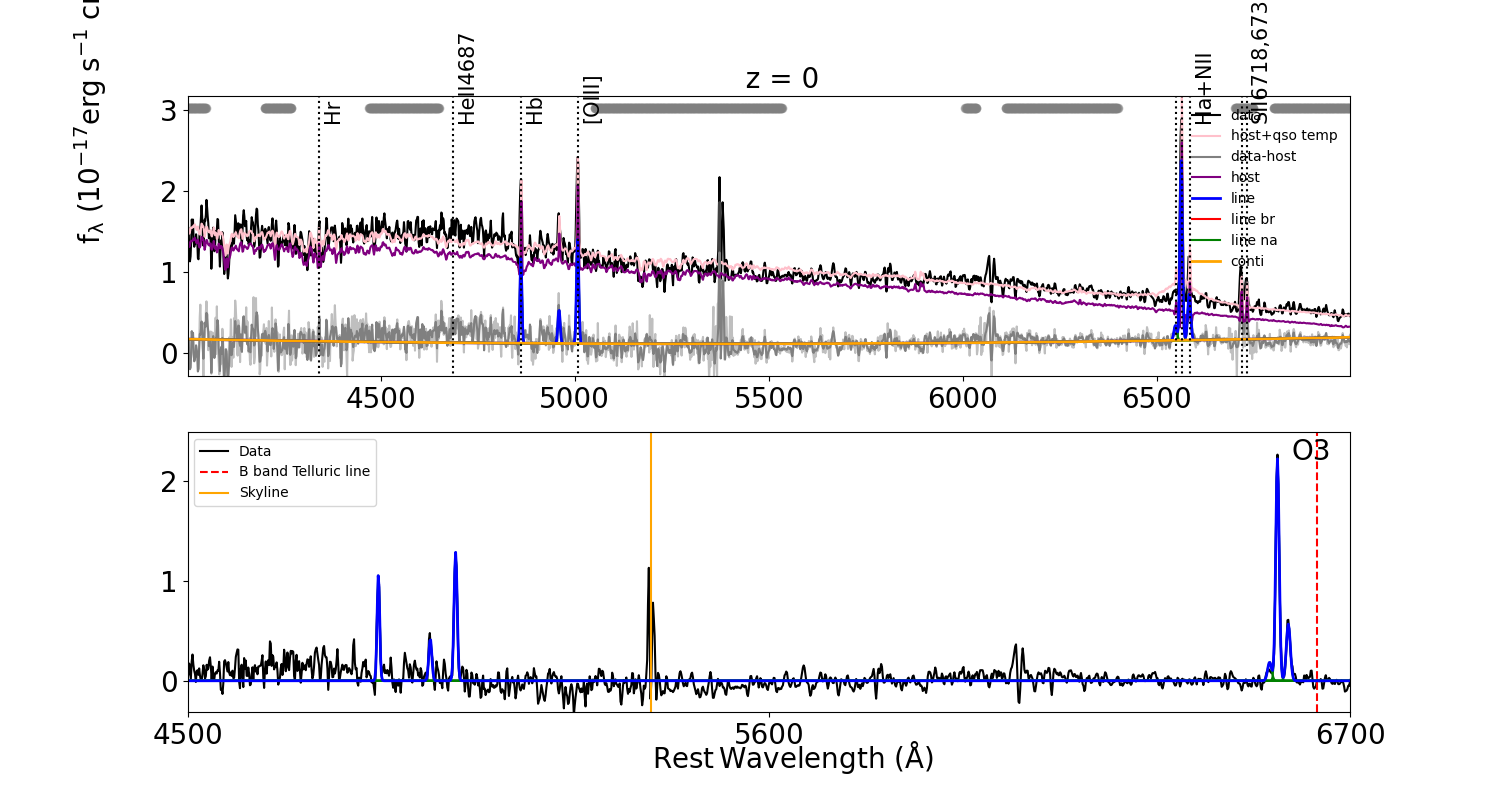 z = 0
f_λ (10^−17 erg s^−1
Hr
HeII4687
Hb
[OIII]
Ha+NII
SII6718,673
data
host+qso temp
data-host
host
line
line br
line na
conti
3
2
1
0
4500 5000 5500 6000 6500
Data
B band Telluric line
Skyline
O3
2
1
0
4500 5600 6700
Rest Wavelength (Å)